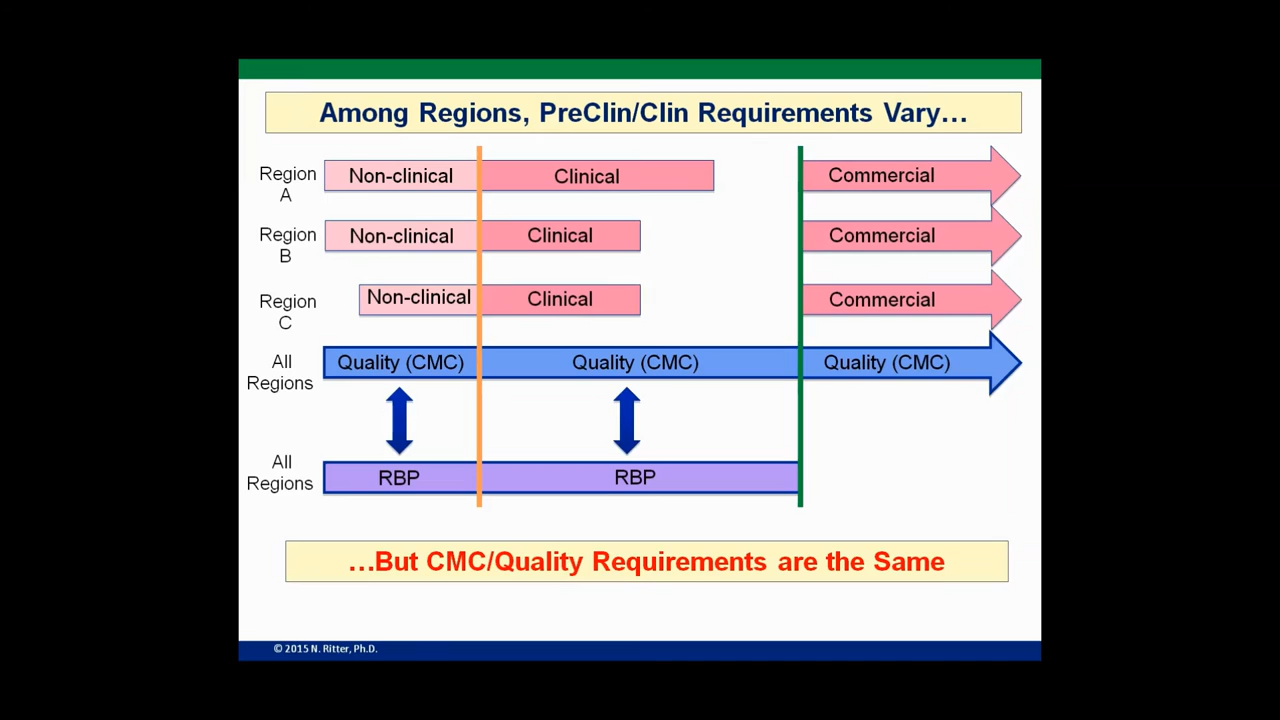 Among Regions, PreClin/Clin Requirements Vary…
Region
A
Non-clinical
Clinical
Commercial
Region
B
Non-clinical
Clinical
Commercial
Region
C
Non-clinical
Clinical
Commercial
All
Regions
Quality (CMC)
Quality (CMC)
Quality (CMC)
All
Regions
RBP
RBP
…But CMC/Quality Requirements are the Same
© 2015 N. Ritter, Ph.D.